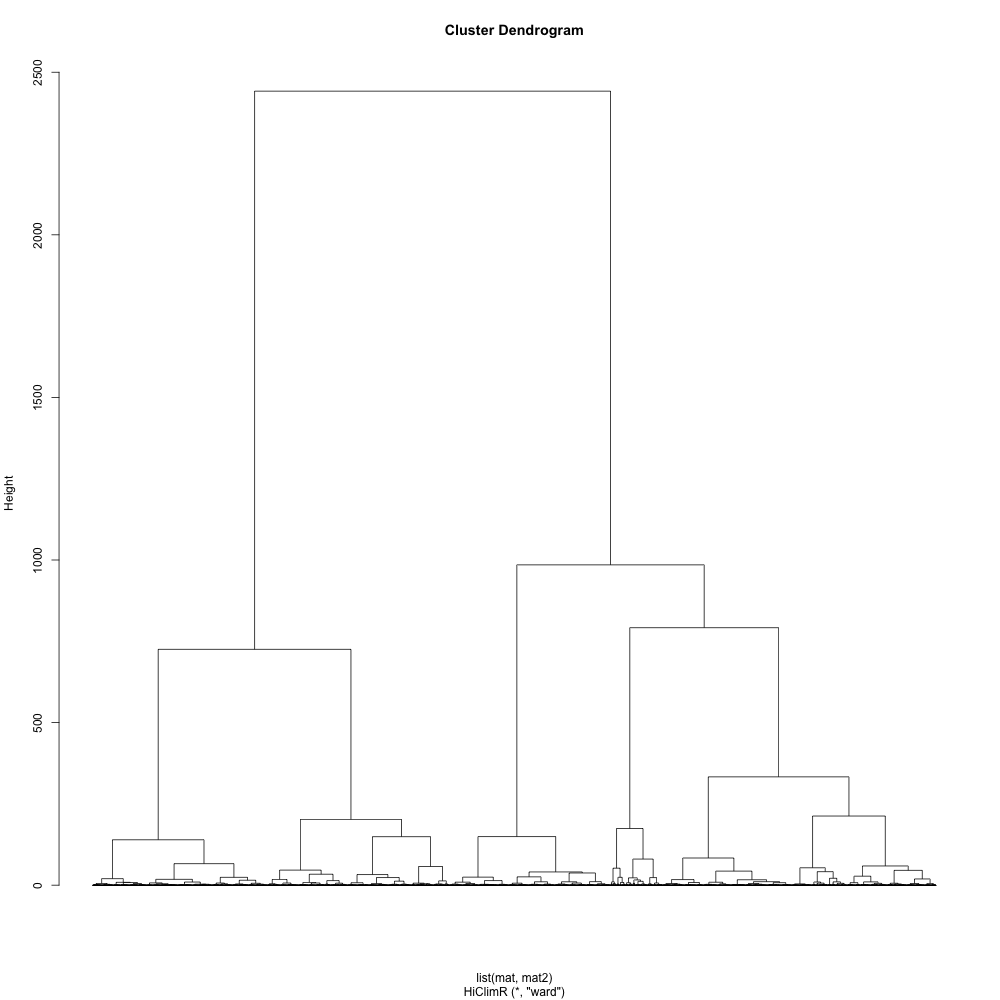 Cluster Dendrogram
Height
2500
2000
1500
1000
500
0
list(mat, mat2)
HiClimR (*, "ward")